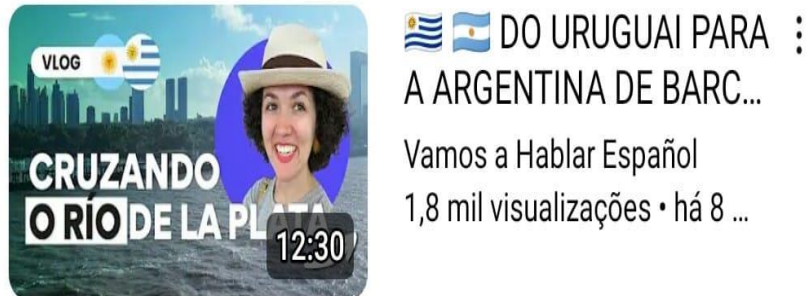 VLOG
CRUZANDO
O RÍO DE LA PLATA
12:30
🇺🇾 🇦🇷 DO URUGUAI PARA
A ARGENTINA DE BARC...
Vamos a Hablar Español
1,8 mil visualizações • há 8 ...